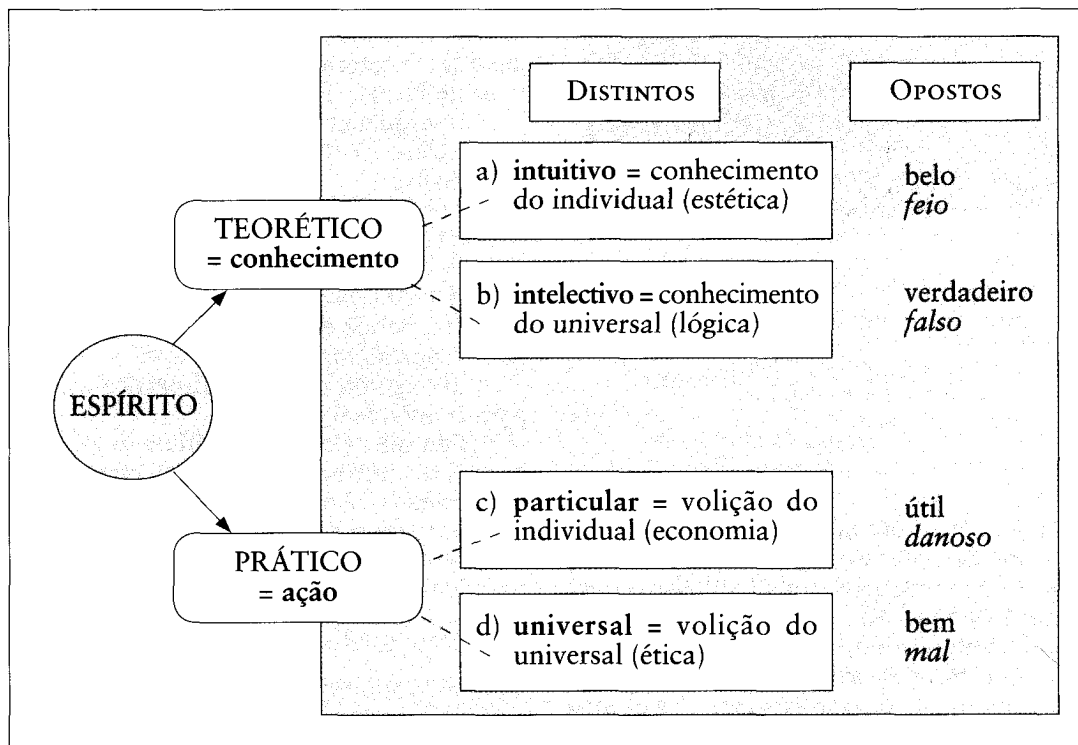 DISTINTOS
OPOSTOS
a) intuitivo = conhecimento
do individual (estética)
belo
feio
TEORÉTICO
= conhecimento
b) intelectivo = conhecimento
do universal (lógica)
verdadeiro
falso
ESPÍRITO
c) particular = volição do
individual (economia)
útil
danoso
PRÁTICO
= ação
d) universal = volição do
universal (ética)
bem
mal